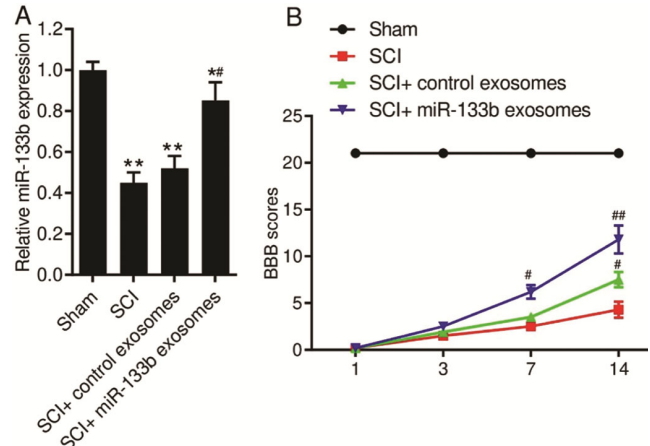 A
Relative miR-133b expression
1.2
1.0
0.8
0.6
0.4
0.2
0.0
**
**
*#
Sham
SCI
SCI+ control exosomes
SCI+ miR-133b exosomes
B
Sham
SCI
SCI+ control exosomes
SCI+ miR-133b exosomes
BBB scores
25
20
15
10
5
0
#
##
#
1 3 7 14